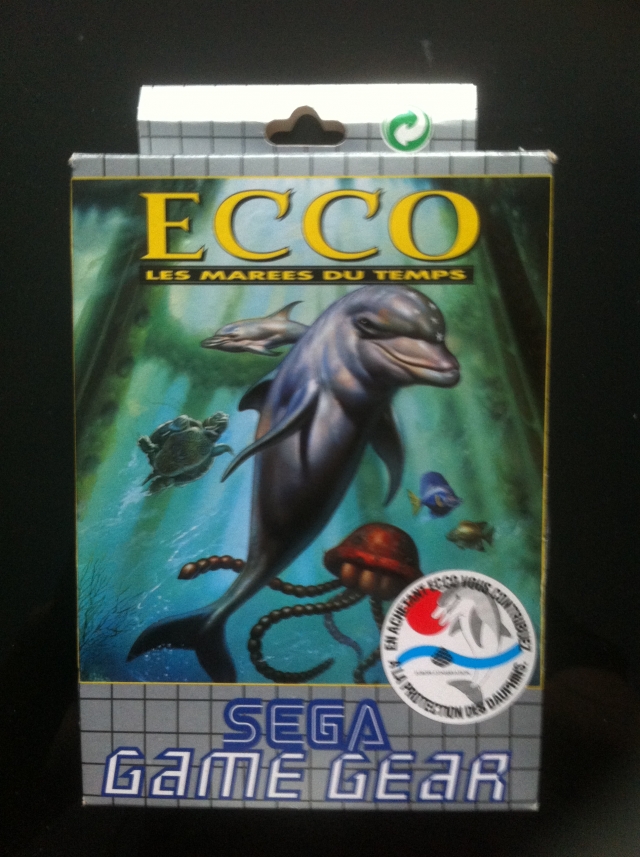 ECCO
LES MAREES DU TEMPS
EN ACHETANT ECCO VOUS CONTRIBUEZ
A LA PROTECTION DES DAUPHINS.
SEGA
GAME GEAR